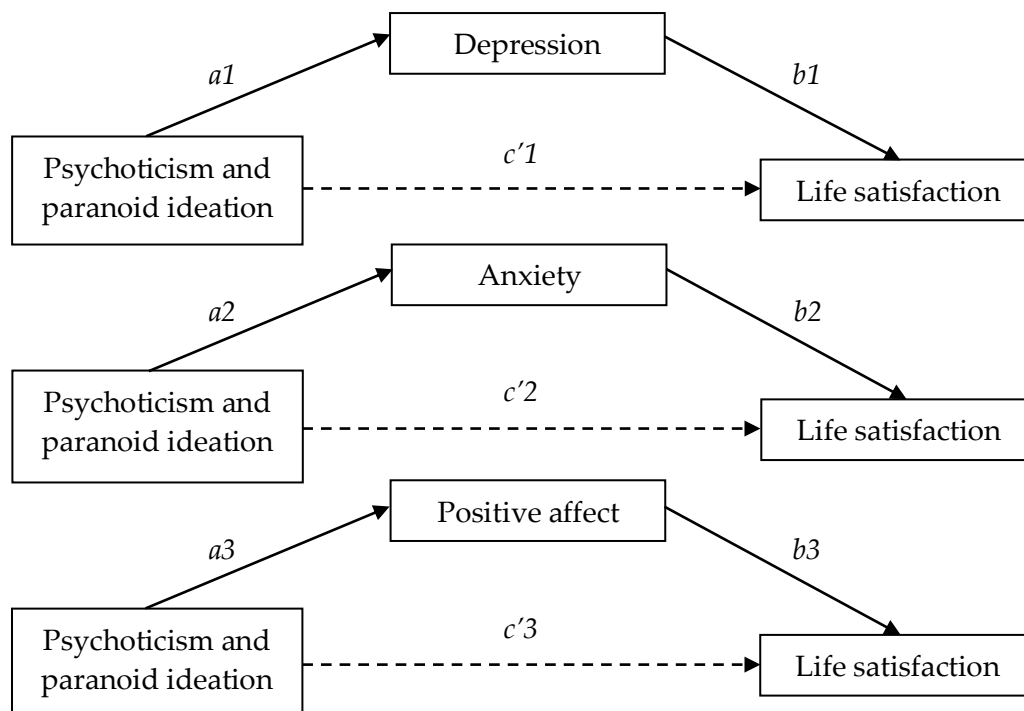 Depression
a1
b1
Psychoticism and
paranoid ideation
c'1
Life satisfaction
Anxiety
a2
b2
Psychoticism and
paranoid ideation
c'2
Life satisfaction
Positive affect
a3
b3
Psychoticism and
paranoid ideation
c'3
Life satisfaction